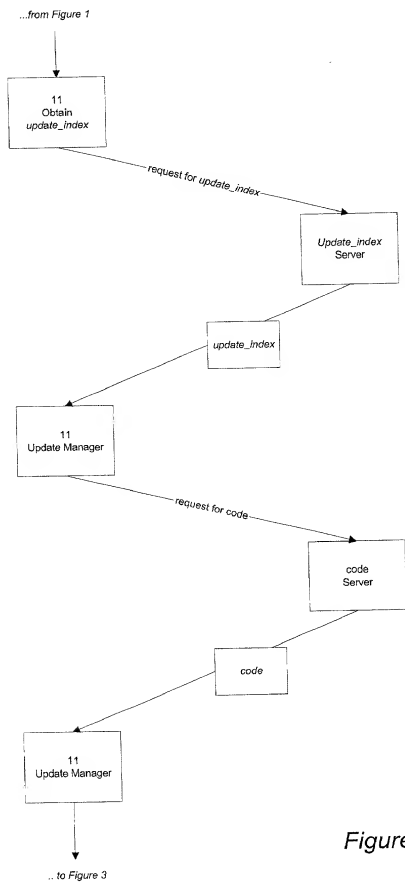 ...from Figure 1
11
Obtain
update_index
request for update_index
Update_index
Server
update_index
11
Update Manager
request for code
code
Server
code
11
Update Manager
Figure
.. to Figure 3